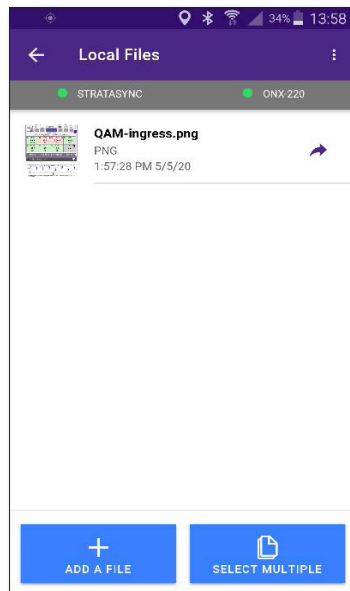 34% 13:58
Local Files
STRATASYNC ONX-220
QAM-ingress.png
PNG
1:57:28 PM 5/5/20
ADD A FILE SELECT MULTIPLE